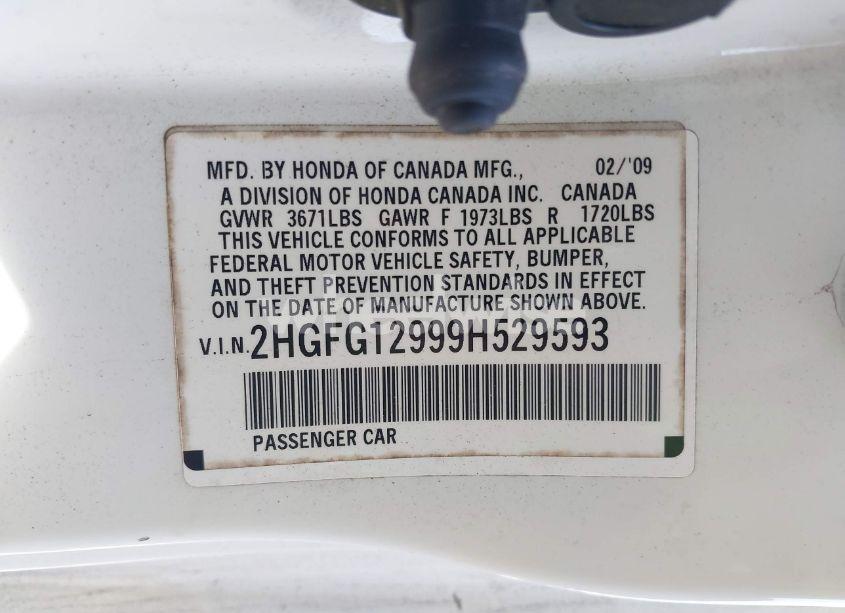 MFD. BY HONDA OF CANADA MFG., 02/'09
A DIVISION OF HONDA CANADA INC. CANADA
GVWR 3671LBS GAWR F 1973LBS R 1720LBS
THIS VEHICLE CONFORMS TO ALL APPLICABLE
FEDERAL MOTOR VEHICLE SAFETY, BUMPER,
AND THEFT PREVENTION STANDARDS IN EFFECT
ON THE DATE OF MANUFACTURE SHOWN ABOVE.
V.I.N. 2HGFG12999H529593
PASSENGER CAR